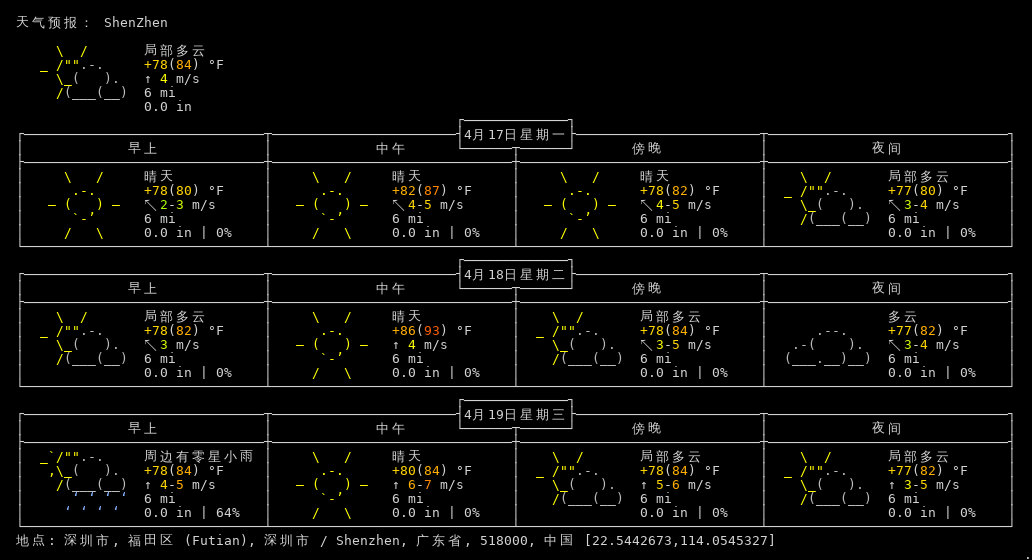 天气预报： ShenZhen
局部多云
+78(84) °F
↑ 4 m/s
6 mi
0.0 in
4月17日星期一
早上 中午 傍晚 夜间
晴天 晴天 晴天 局部多云
+78(80) °F +82(87) °F +78(82) °F +77(80) °F
↖ 2-3 m/s ↖ 4-5 m/s ↖ 4-5 m/s ↖ 3-4 m/s
6 mi 6 mi 6 mi 6 mi
0.0 in | 0% 0.0 in | 0% 0.0 in | 0% 0.0 in | 0%
4月18日星期二
早上 中午 傍晚 夜间
局部多云 晴天 局部多云 多云
+78(82) °F +86(93) °F +78(84) °F +77(82) °F
↖ 3 m/s ↑ 4 m/s ↖ 3-5 m/s ↖ 3-4 m/s
6 mi 6 mi 6 mi 6 mi
0.0 in | 0% 0.0 in | 0% 0.0 in | 0% 0.0 in | 0%
4月19日星期三
早上 中午 傍晚 夜间
周边有零星小雨 晴天 局部多云 局部多云
+78(84) °F +80(84) °F +78(84) °F +77(82) °F
↑ 4-5 m/s ↑ 6-7 m/s ↑ 5-6 m/s ↑ 3-5 m/s
6 mi 6 mi 6 mi 6 mi
0.0 in | 64% 0.0 in | 0% 0.0 in | 0% 0.0 in | 0%
地点: 深圳市, 福田区 (Futian), 深圳市 / Shenzhen, 广东省, 518000, 中国 [22.5442673,114.0545327]